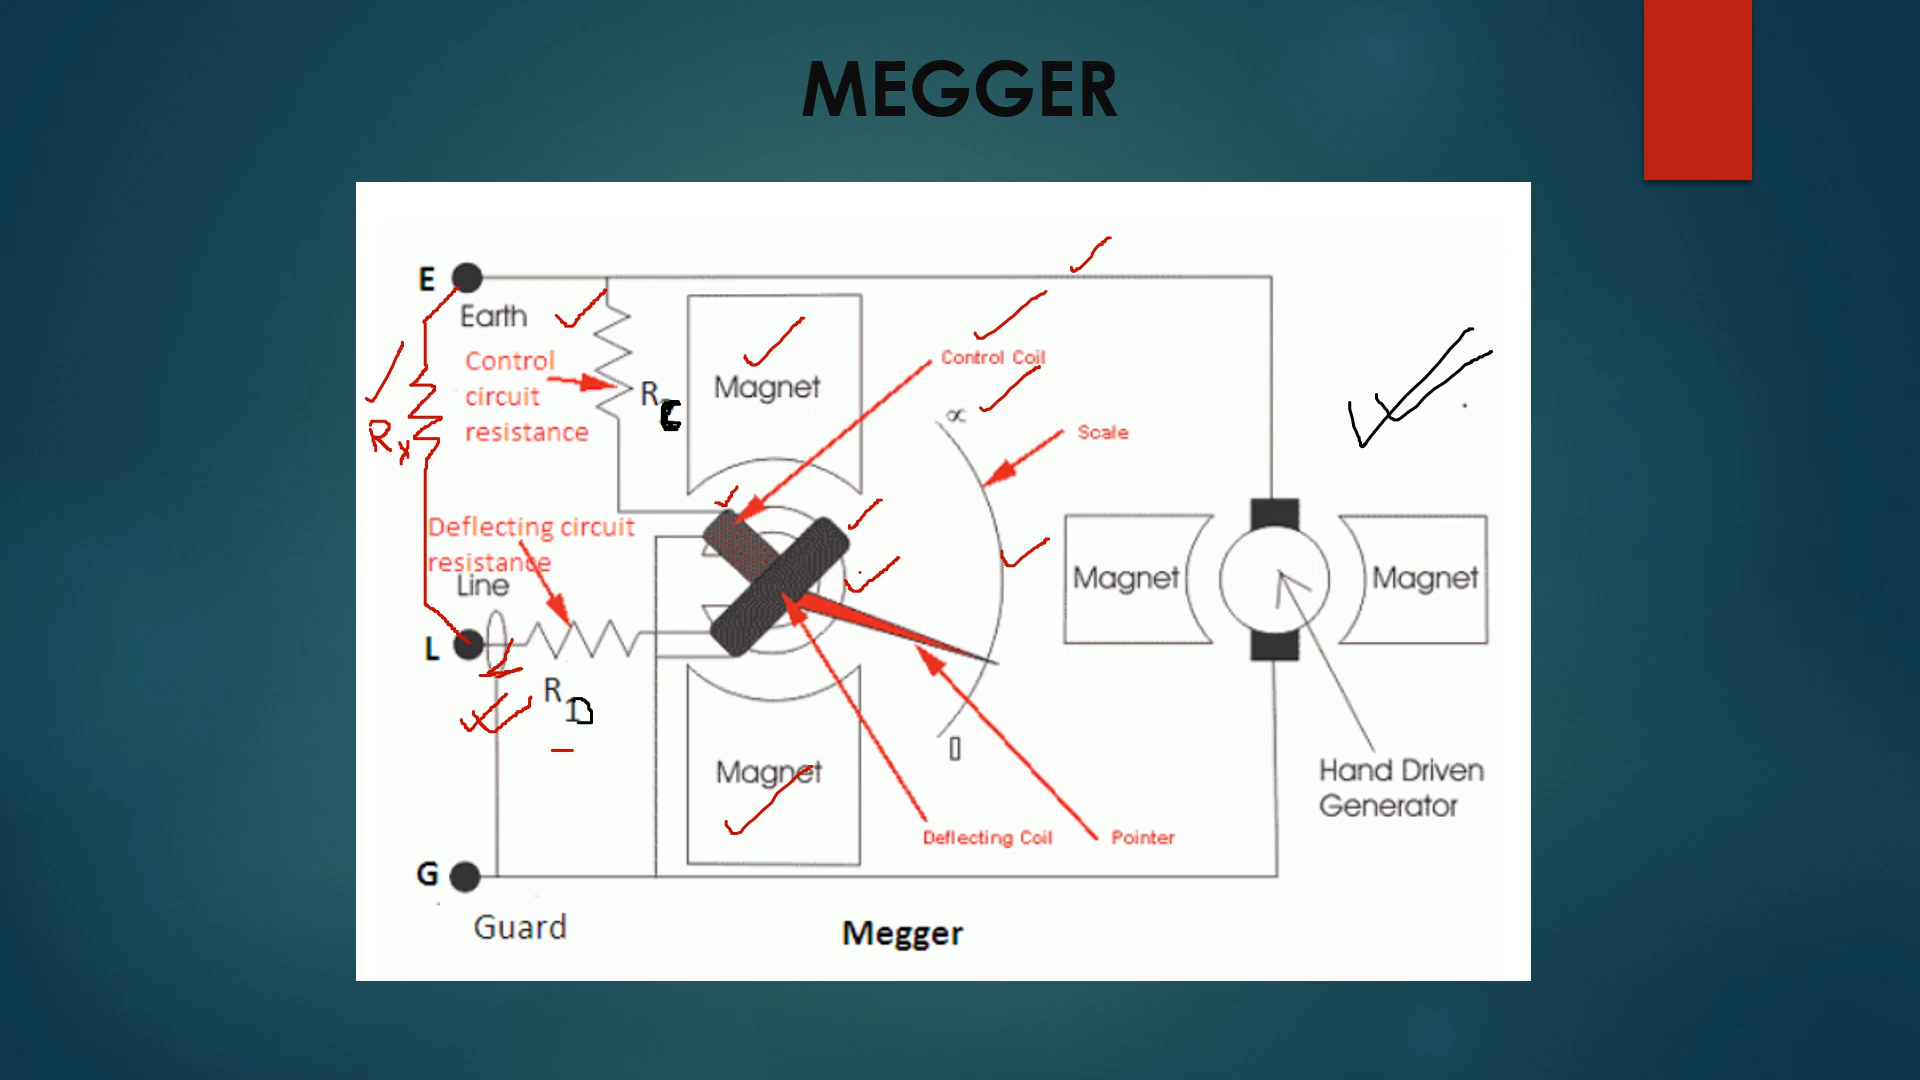 MEGGER
E
Earth
Control
circuit
resistance
R
C
Rx
Magnet
Control Coil
∝
Scale
Deflecting circuit
resistance
Line
L
R
1D
Magnet
Magnet
Magnet
0
Hand Driven
Generator
Deflecting Coil
Pointer
G
Guard
Megger